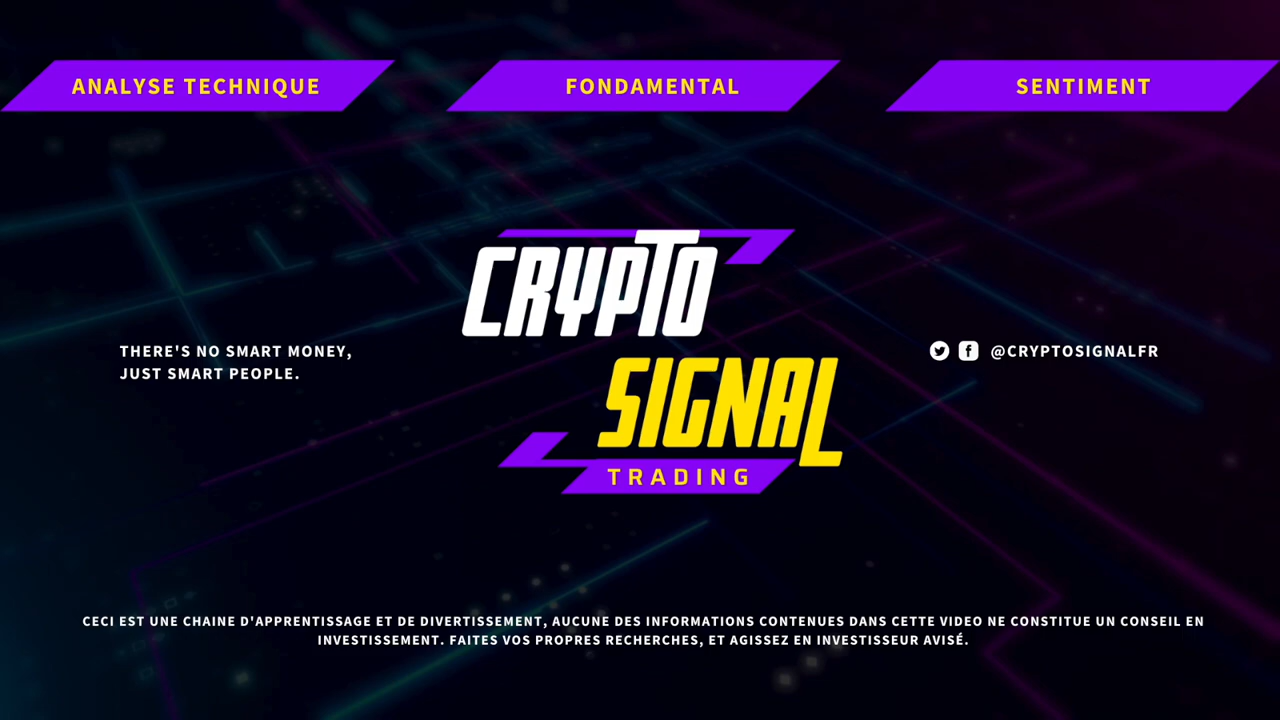 ANALYSE TECHNIQUE
FONDAMENTAL
SENTIMENT
CRYPTO
SIGNAL
TRADING
THERE'S NO SMART MONEY,
JUST SMART PEOPLE.
@CRYPTOSIGNALFR
CECI EST UNE CHAINE D'APPRENTISSAGE ET DE DIVERTISSEMENT, AUCUNE DES INFORMATIONS CONTENUES DANS CETTE VIDEO NE CONSTITUE UN CONSEIL EN
INVESTISSEMENT. FAITES VOS PROPRES RECHERCHES, ET AGISSEZ EN INVESTISSEUR AVISÉ.